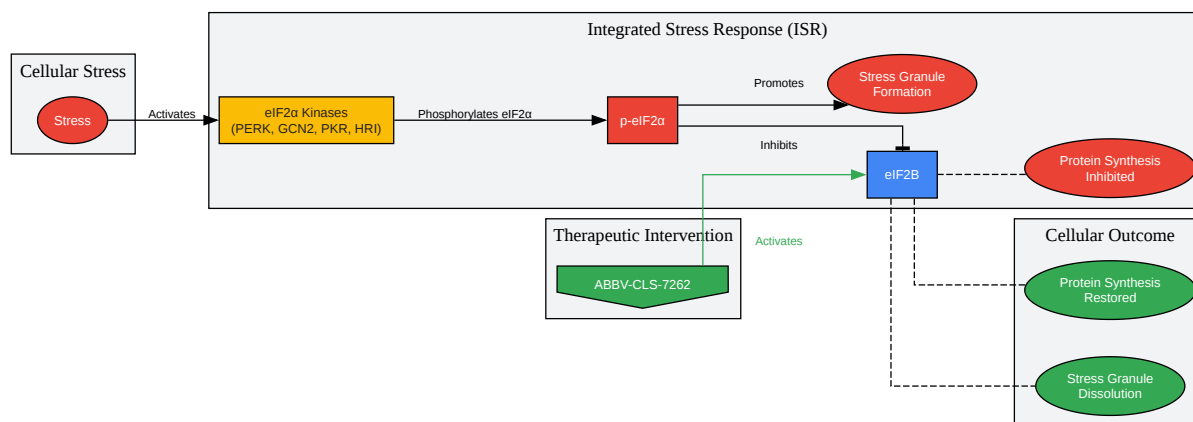 Integrated Stress Response (ISR)
Cellular Stress
Stress
Activates
eIF2α Kinases
(PERK, GCN2, PKR, HRI)
Phosphorylates eIF2α
p-eIF2α
Promotes
Stress Granule
Formation
Inhibits
eIF2B
Protein Synthesis
Inhibited
Therapeutic Intervention
Activates
ABBV-CLS-7262
Cellular Outcome
Protein Synthesis
Restored
Stress Granule
Dissolution